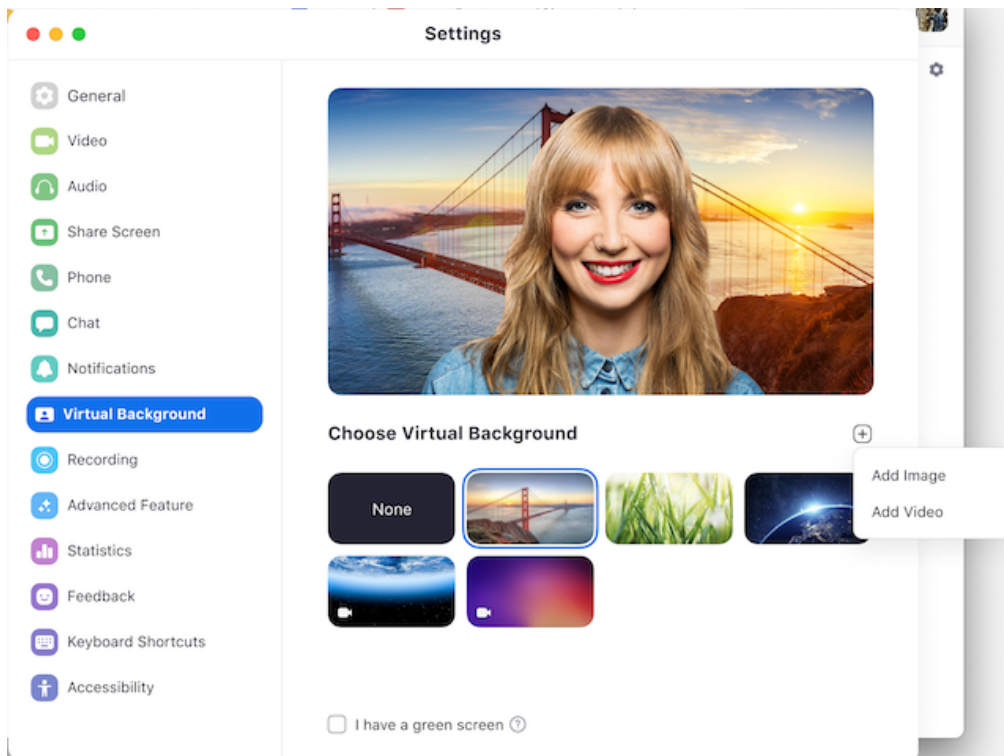 Settings
General
Video
Audio
Share Screen
Phone
Chat
Notifications
Virtual Background
Recording
Advanced Feature
Statistics
Feedback
Keyboard Shortcuts
Accessibility
Choose Virtual Background
Add Image
Add Video
None
I have a green screen